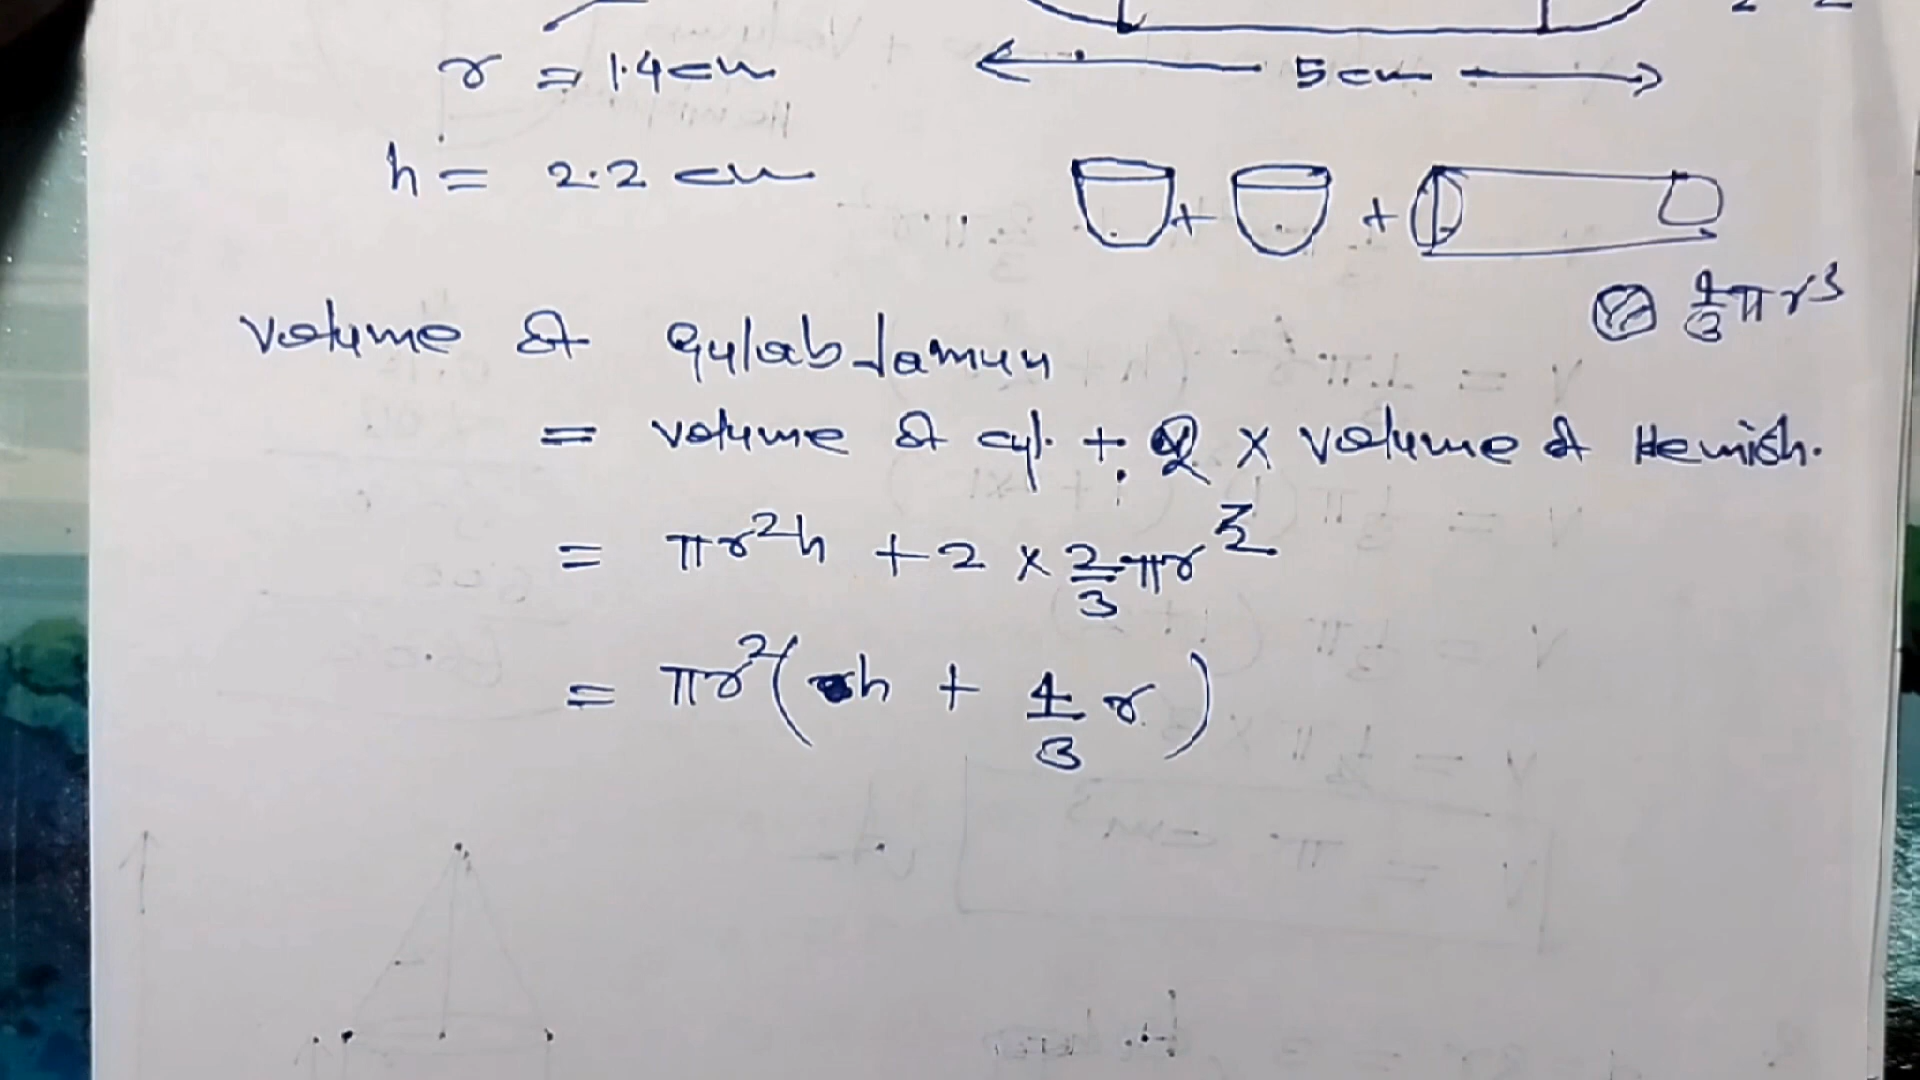 r = 1.4 cm
5 cm
h = 2.2 cm
+ +
4/3 πr³
Volume of Gulab Jamun
= volume of cyl. + 2 × volume of Hemish.
= πr²h + 2 × 2/3 πr³
= πr²(h + 4/3 r)